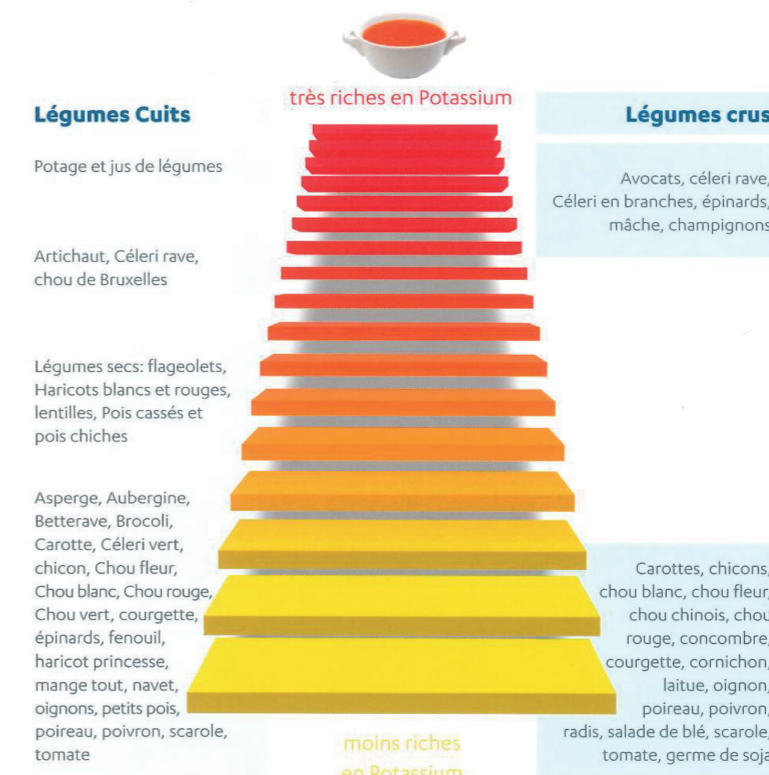 très riches en Potassium
Légumes Cuits
Potage et jus de légumes
Artichaut, Céleri rave,
chou de Bruxelles
Légumes secs: flageolets,
Haricots blancs et rouges,
lentilles, Pois cassés et
pois chiches
Asperge, Aubergine,
Betterave, Brocoli,
Carotte, Céleri vert,
chicon, Chou fleur,
Chou blanc, Chou rouge,
Chou vert, courgette,
épinards, fenouil,
haricot princesse,
mange tout, navet,
oignons, petits pois,
poireau, poivron, scarole,
tomate
Légumes crus
Avocats, céleri rave,
Céleri en branches, épinards,
mâche, champignons
Carottes, chicons,
chou blanc, chou fleur,
chou chinois, chou
rouge, concombre,
courgette, cornichon,
laitue, oignon,
poireau, poivron,
radis, salade de blé, scarole,
tomate, germe de soja
moins riches
en Potassium